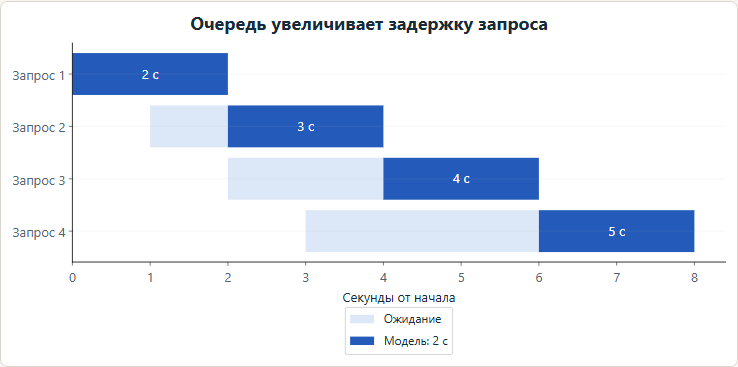 Очередь увеличивает задержку запроса
Запрос 1
2 с
Запрос 2
3 с
Запрос 3
4 с
Запрос 4
5 с
0 1 2 3 4 5 6 7 8
Секунды от начала
Ожидание
Модель: 2 с